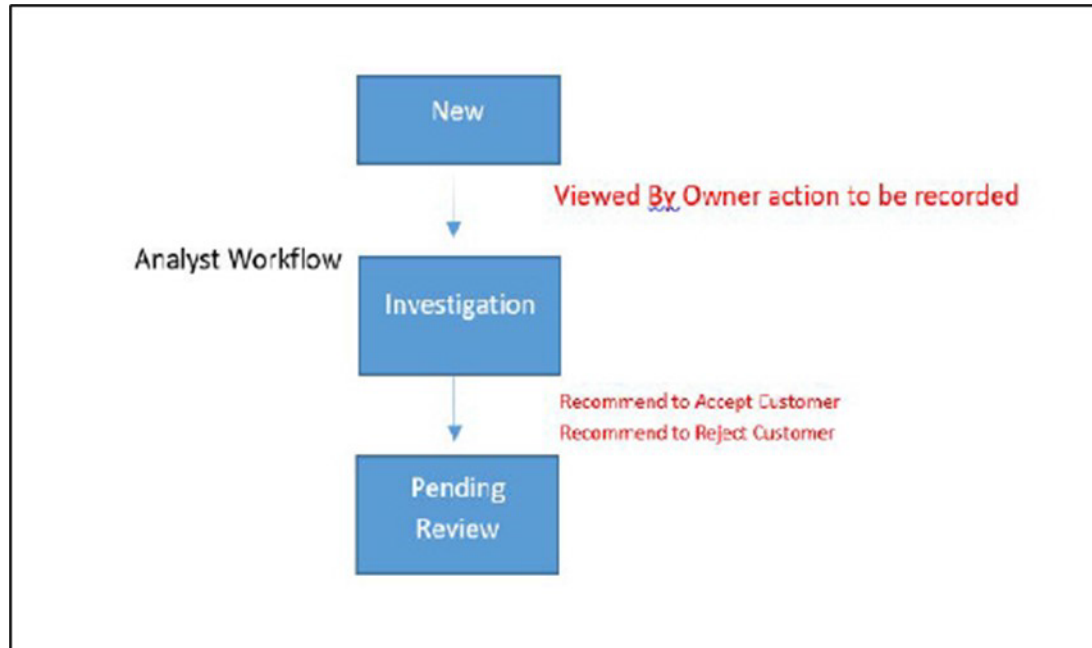 New
Viewed By Owner action to be recorded
Analyst Workflow
Investigation
Recommend to Accept Customer
Recommend to Reject Customer
Pending
Review